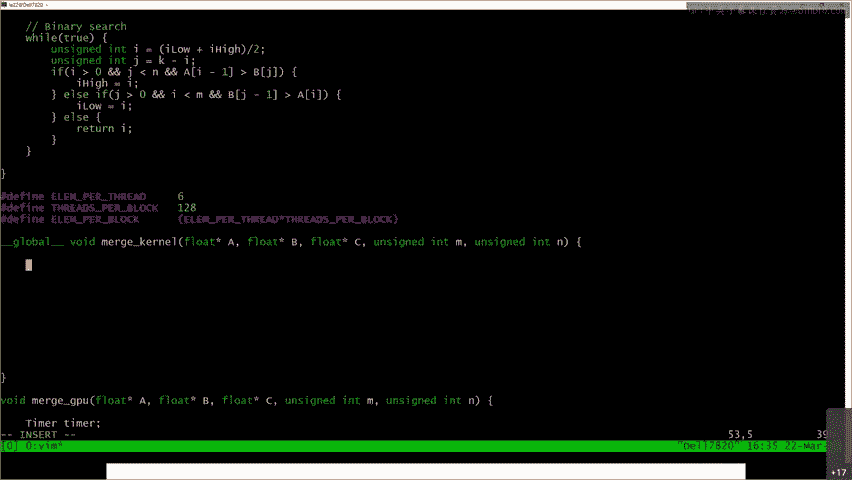 // Binary search
    while(true) {
        unsigned int i = (iLow + iHigh)/2;
        unsigned int j = k - i;
        if(i > 0 && j < n && A[i - 1] > B[j]) {
            iHigh = i;
        } else if(j > 0 && i < m && B[j - 1] > A[i]) {
            iLow = i;
        } else {
            return i;
        }
    }
}
#define ELEM_PER_THREAD 6
#define THREADS_PER_BLOCK 128
#define ELEM_PER_BLOCK (ELEM_PER_THREAD*THREADS_PER_BLOCK)
__global__ void merge_kernel(float* A, float* B, float* C, unsigned int m, unsigned int n) {
}
void merge_gpu(float* A, float* B, float* C, unsigned int m, unsigned int n) {
    Timer timer;
-- INSERT -- 53,5 39
[0] 0:vim* "Dell7820" 16:35 22-Mar-
+17